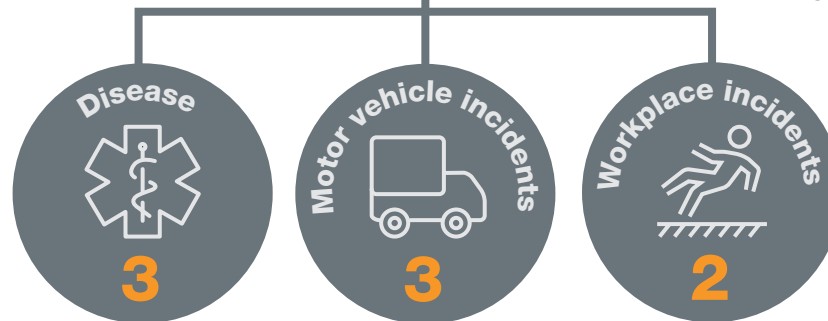 Disease
3
Motor vehicle incidents
3
Workplace incidents
2